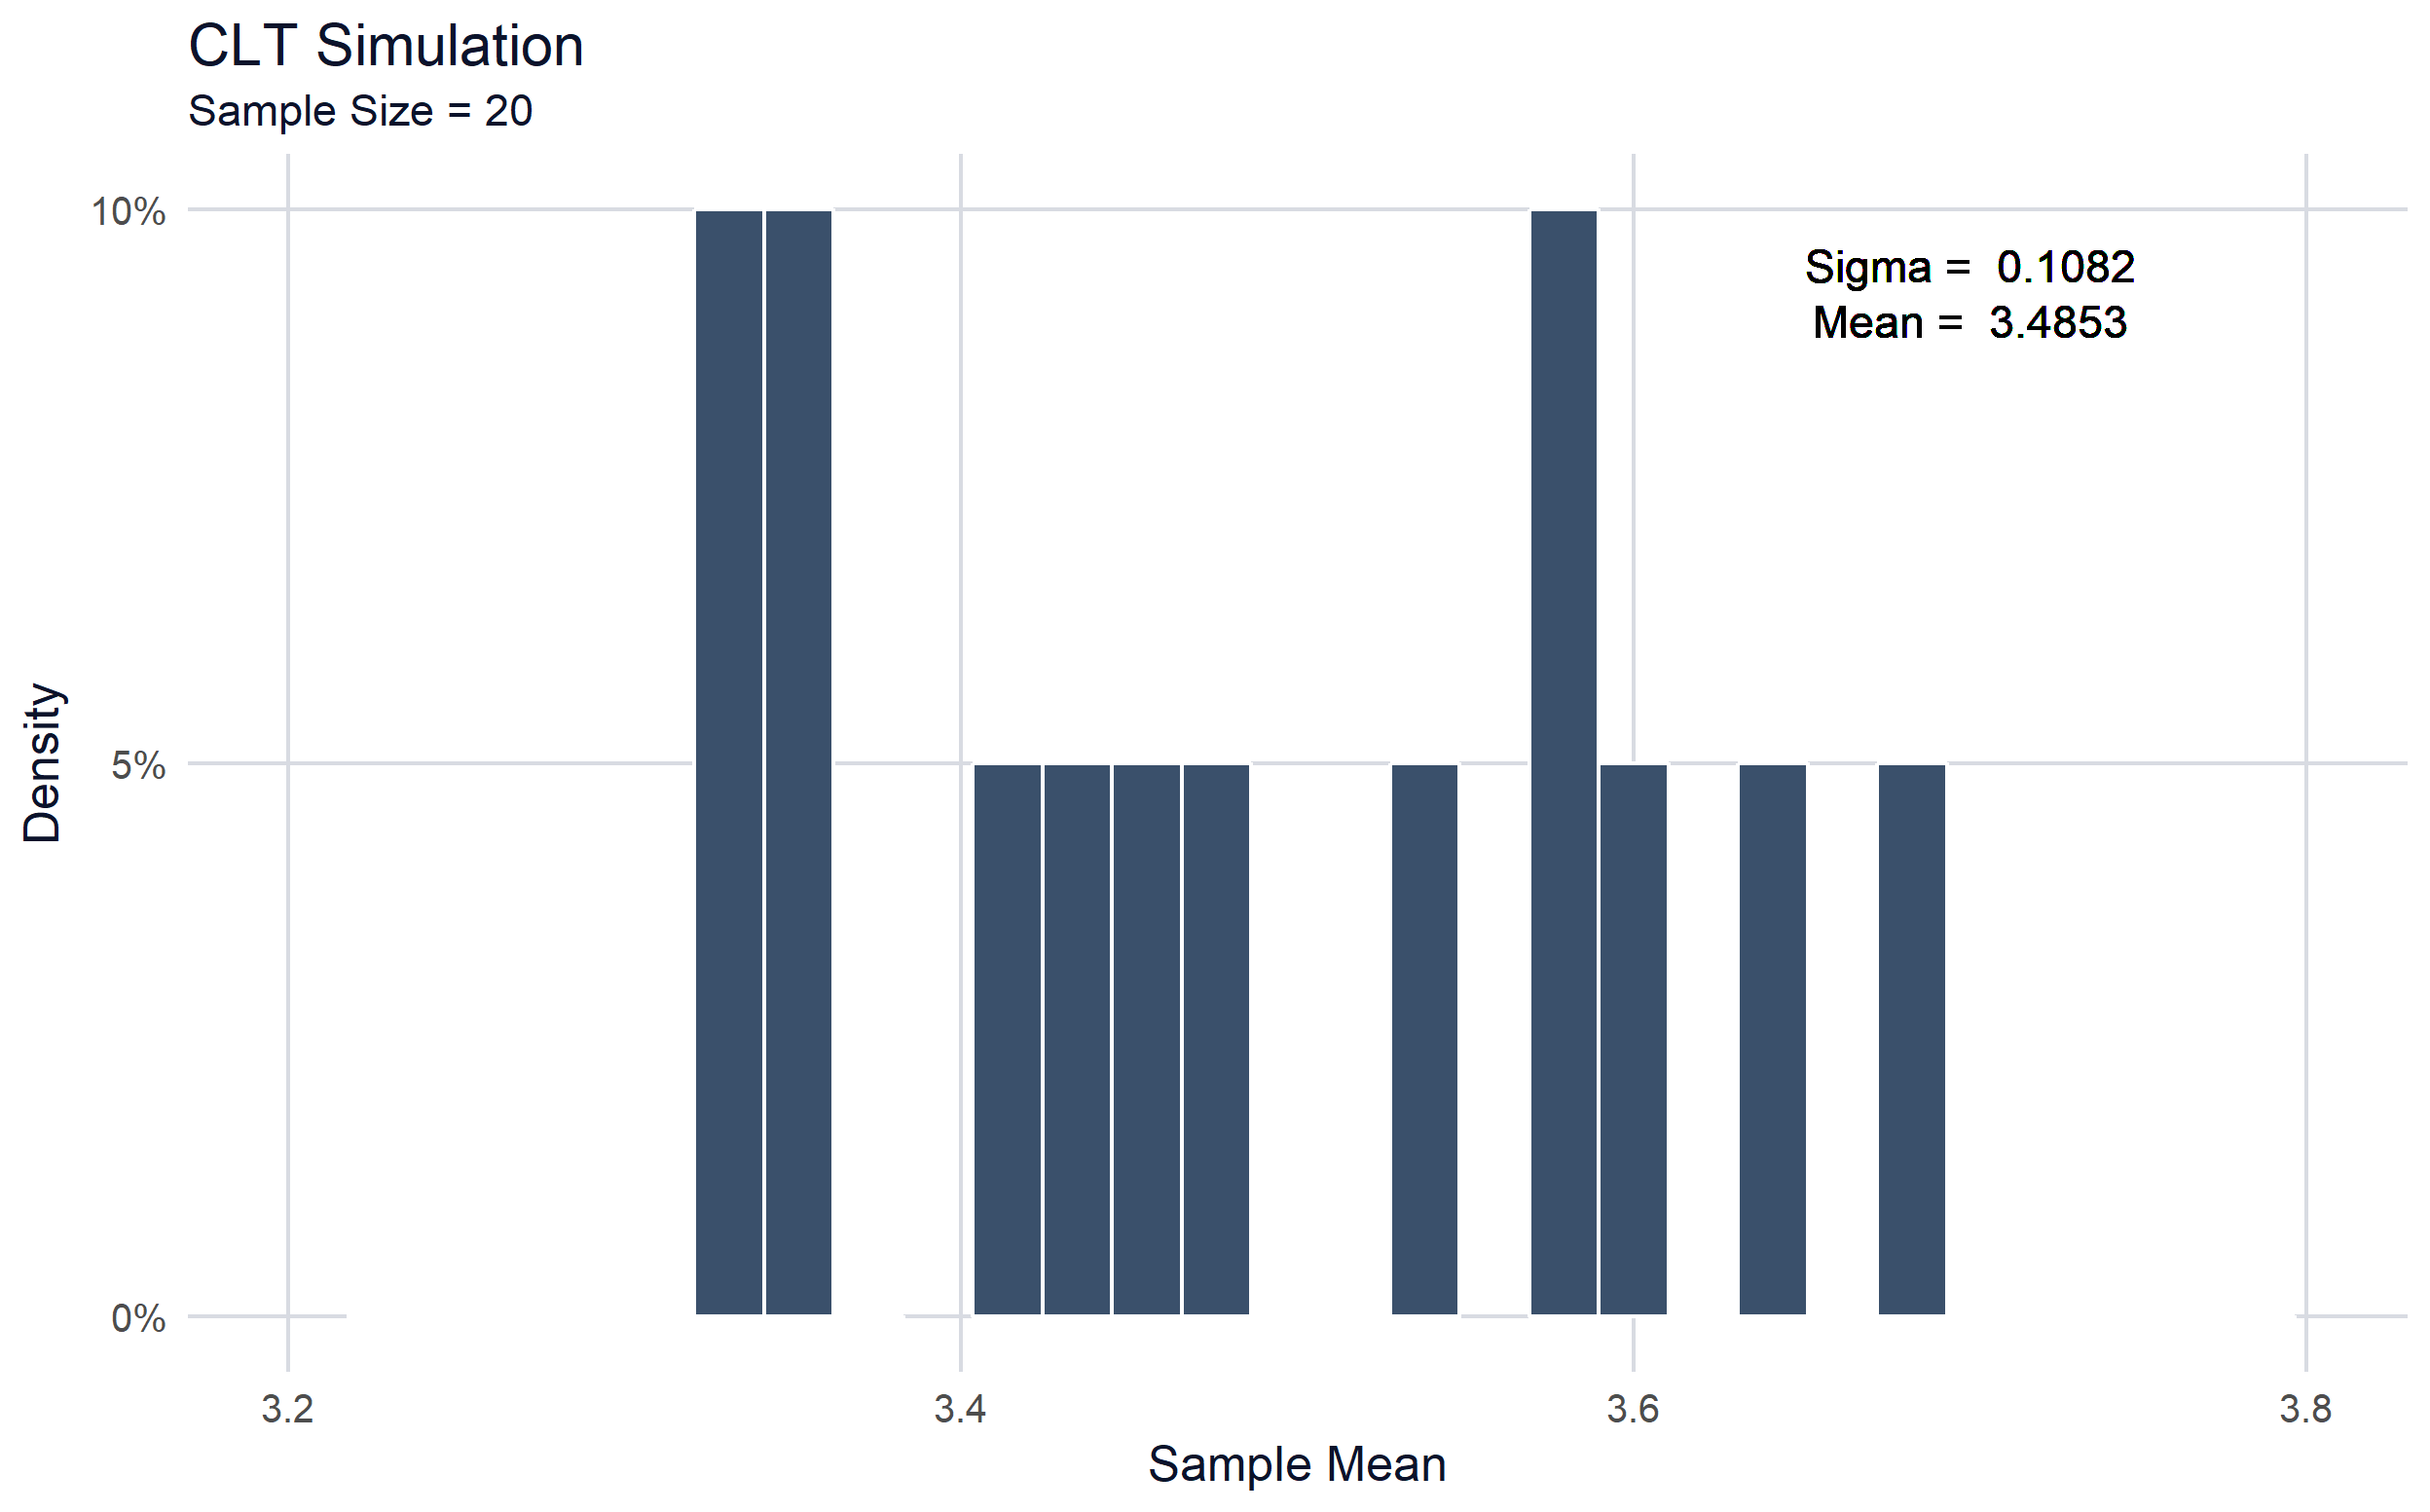 CLT Simulation
Sample Size = 20
10%
Sigma = 0.1082
Mean = 3.4853
Density
5%
0%
3.2
3.4
3.6
3.8
Sample Mean